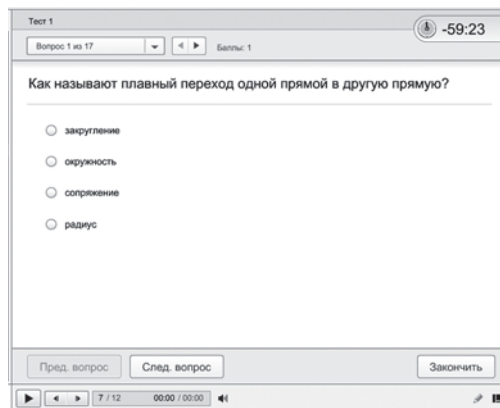 Тест 1
-59:23
Вопрос 1 из 17
Баллы: 1
Как называют плавный переход одной прямой в другую прямую?
закругление
окружность
сопряжение
радиус
Пред. вопрос
След. вопрос
Закончить
7 / 12
00:00 / 00:00